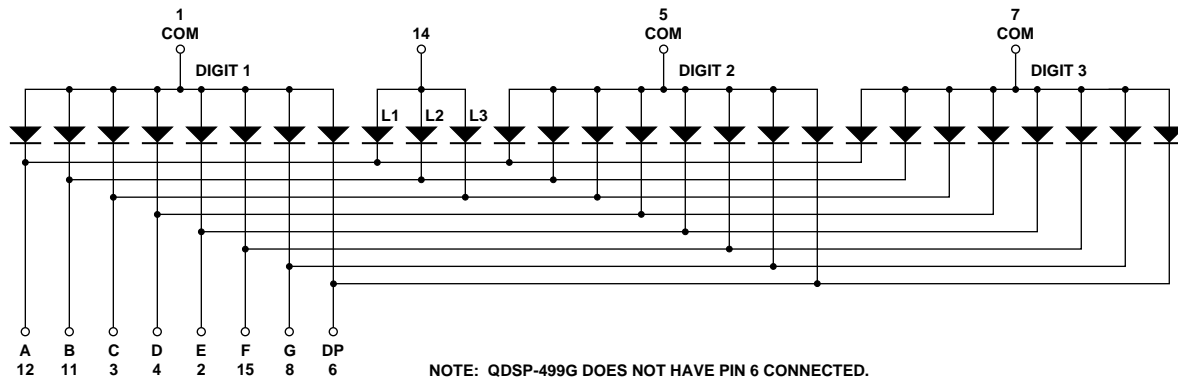 1
COM
14
5
COM
7
COM
DIGIT 1
DIGIT 2
DIGIT 3
L1
L2
L3
A
B
C
D
E
F
G
DP
12
11
3
4
2
15
8
6
NOTE: QDSP-499G DOES NOT HAVE PIN 6 CONNECTED.